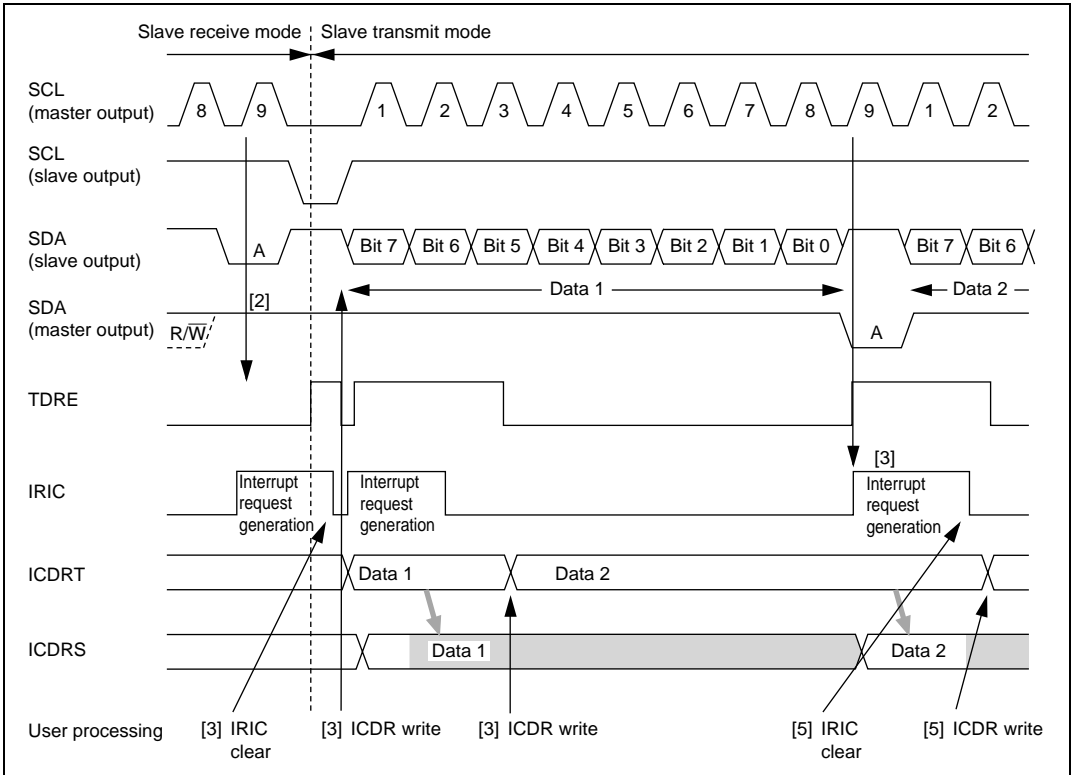 Slave receive mode Slave transmit mode
SCL
(master output)
8 9 1 2 3 4 5 6 7 8 9 1 2
SCL
(slave output)
SDA
(slave output)
A Bit 7 Bit 6 Bit 5 Bit 4 Bit 3 Bit 2 Bit 1 Bit 0 Bit 7 Bit 6
[2] Data 1 Data 2
SDA
(master output)
R/W̅ A
TDRE
[3]
IRIC
Interrupt
request
generation
Interrupt
request
generation
Interrupt
request
generation
ICDRT
Data 1 Data 2
ICDRS
Data 1 Data 2
User processing
[3] IRIC
clear
[3] ICDR write
[3] ICDR write
[5] IRIC
clear
[5] ICDR write